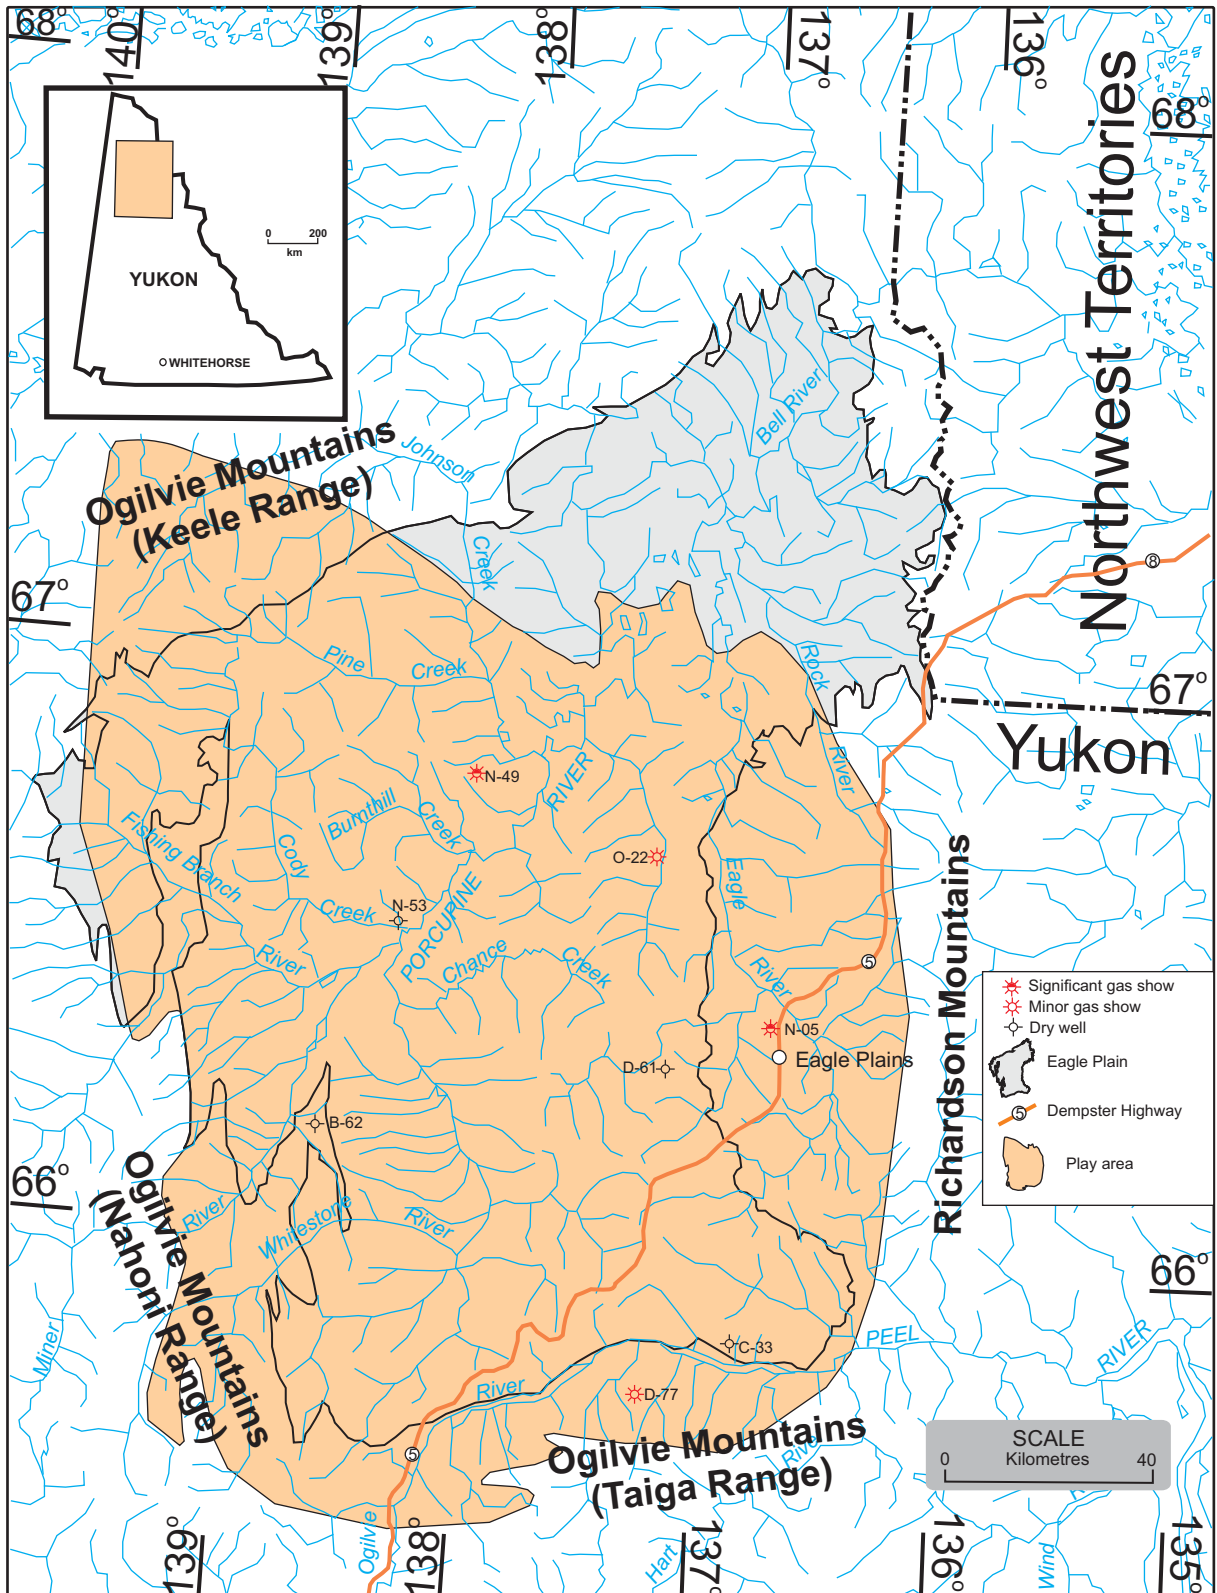 68°
140°
139°
138°
137°
136°
68°
Northwest Territories
0 200
km
YUKON
WHITEHORSE
Bell River
Johnson
Creek
Ogilvie Mountains
(Keele Range)
8
67°
67°
Pine
Creek
Rock
River
Yukon
N-49
RIVER
Burnthill
Creek
Cody
Creek
Fishing Branch
River
O-22
Eagle
River
N-53
PORCUPINE
Chance
Creek
5
Richardson Mountains
Significant gas show
Minor gas show
Dry well
Eagle Plain
5
Dempster Highway
Play area
N-05
Eagle Plains
D-61
B-62
66°
66°
Ogilvie Mountains
(Nahoni Range)
River
Whitestone
River
Miner
C-33
PEEL
RIVER
River
D-77
5
Ogilvie Mountains
(Taiga Range)
SCALE
Kilometres
0 40
Ogilvie
Hart
Wind
139°
138°
137°
136°
135°